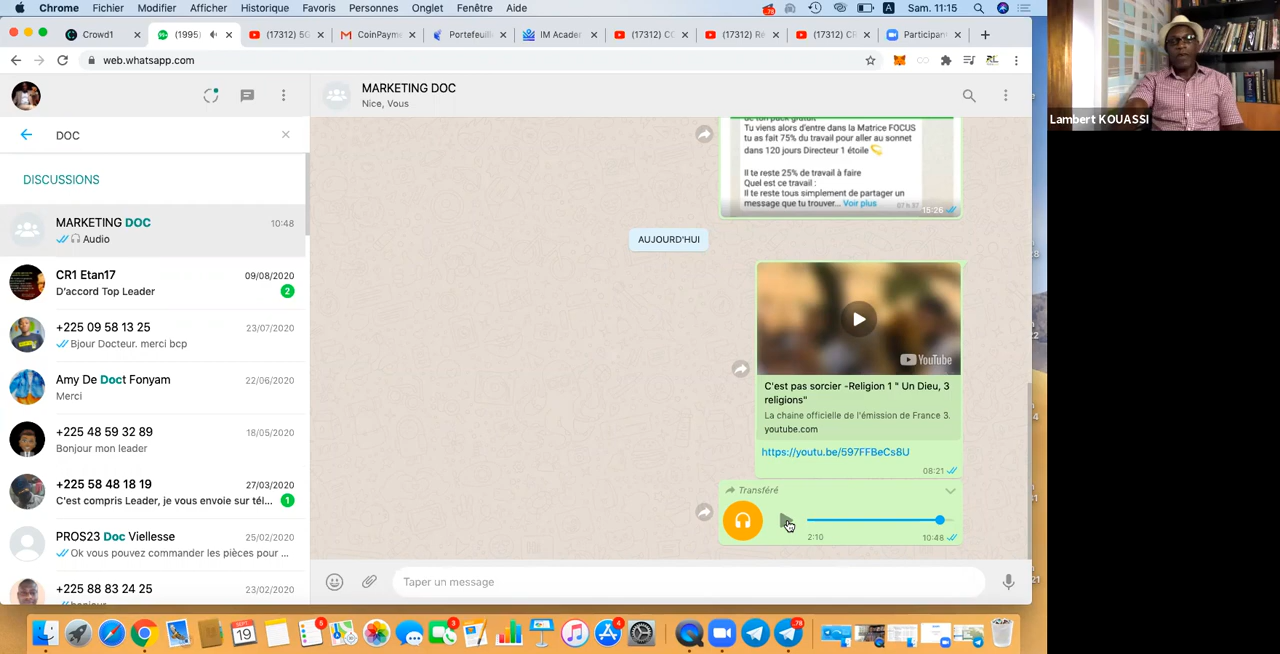 Chrome Fichier Modifier Afficher Historique Favoris Personnes Onglet Fenêtre Aide
Sam. 11:15
Crowd1
(1995)
(17312) 5G
CoinPayme
Portefeuill
IM Acade
(17312) CC
(17312) Re
(17312) CR
Participan
web.whatsapp.com
DOC
DISCUSSIONS
MARKETING DOC 10:48
Audio
CR1 Etan17 09/08/2020
D'accord Top Leader 2
+225 09 58 13 25 23/07/2020
Bjour Docteur. merci bcp
Amy De Doct Fonyam 22/06/2020
Merci
+225 48 59 32 89 18/05/2020
Bonjour mon leader
+225 58 48 18 19 27/03/2020
C'est compris Leader, je vous envoie sur tél... 1
PROS23 Doc Viellesse 25/02/2020
Ok vous pouvez commander les pièces pour ...
+225 88 83 24 25 23/02/2020
MARKETING DOC
Nice, Vous
de ton pack gratuit
Tu viens alors d'entre dans la Matrice FOCUS
tu as fait 75% du travail pour aller au sonnet
dans 120 jours Directeur 1 étoile
Il te reste 25% de travail à faire
Quel est ce travail :
Il te reste tous simplement de partager un
message que tu trouver... Voir plus
15:26
AUJOURD'HUI
YouTube
C'est pas sorcier -Religion 1 " Un Dieu, 3
religions"
La chaine officielle de l'émission de France 3.
youtube.com
https://youtu.be/597FFBeCs8U
08:21
Transféré
2:10 10:48
Taper un message
Lambert KOUASSI